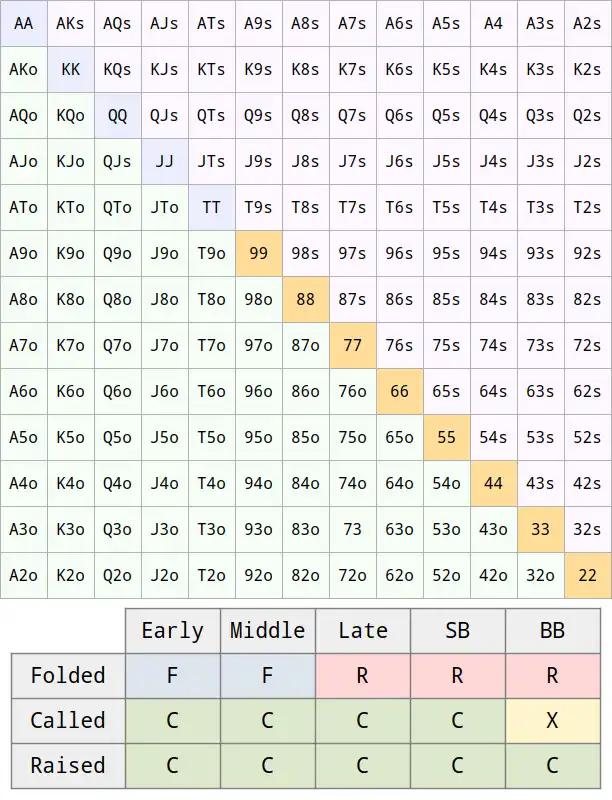 AA AKs AQs AJs ATs A9s A8s A7s A6s A5s A4 A3s A2s
AKo KK KQs KJs KTs K9s K8s K7s K6s K5s K4s K3s K2s
AQo KQo QQ QJs QTs Q9s Q8s Q7s Q6s Q5s Q4s Q3s Q2s
AJo KJo QJs JJ JTs J9s J8s J7s J6s J5s J4s J3s J2s
ATo KTo QTo JTo TT T9s T8s T7s T6s T5s T4s T3s T2s
A9o K9o Q9o J9o T9o 99 98s 97s 96s 95s 94s 93s 92s
A8o K8o Q8o J8o T8o 98o 88 87s 86s 85s 84s 83s 82s
A7o K7o Q7o J7o T7o 97o 87o 77 76s 75s 74s 73s 72s
A6o K6o Q6o J6o T6o 96o 86o 76o 66 65s 64s 63s 62s
A5o K5o Q5o J5o T5o 95o 85o 75o 65o 55 54s 53s 52s
A4o K4o Q4o J4o T4o 94o 84o 74o 64o 54o 44 43s 42s
A3o K3o Q3o J3o T3o 93o 83o 73 63o 53o 43o 33 32s
A2o K2o Q2o J2o T2o 92o 82o 72o 62o 52o 42o 32o 22
Early Middle Late SB BB
Folded F F R R R
Called C C C C X
Raised C C C C C